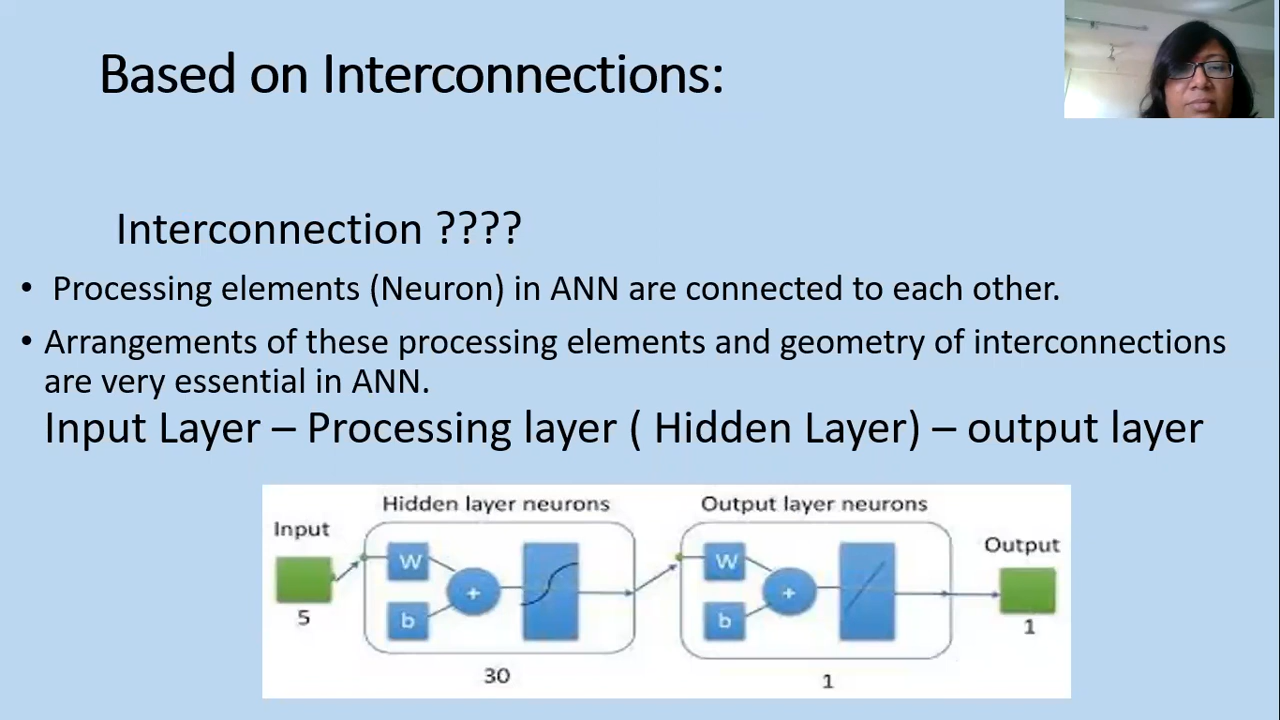 Based on Interconnections:
Interconnection ????
• Processing elements (Neuron) in ANN are connected to each other.
• Arrangements of these processing elements and geometry of interconnections
are very essential in ANN.
Input Layer – Processing layer ( Hidden Layer) – output layer
Hidden layer neurons
Output layer neurons
Input
Output
W
W
+
+
b
b
5
1
30
1